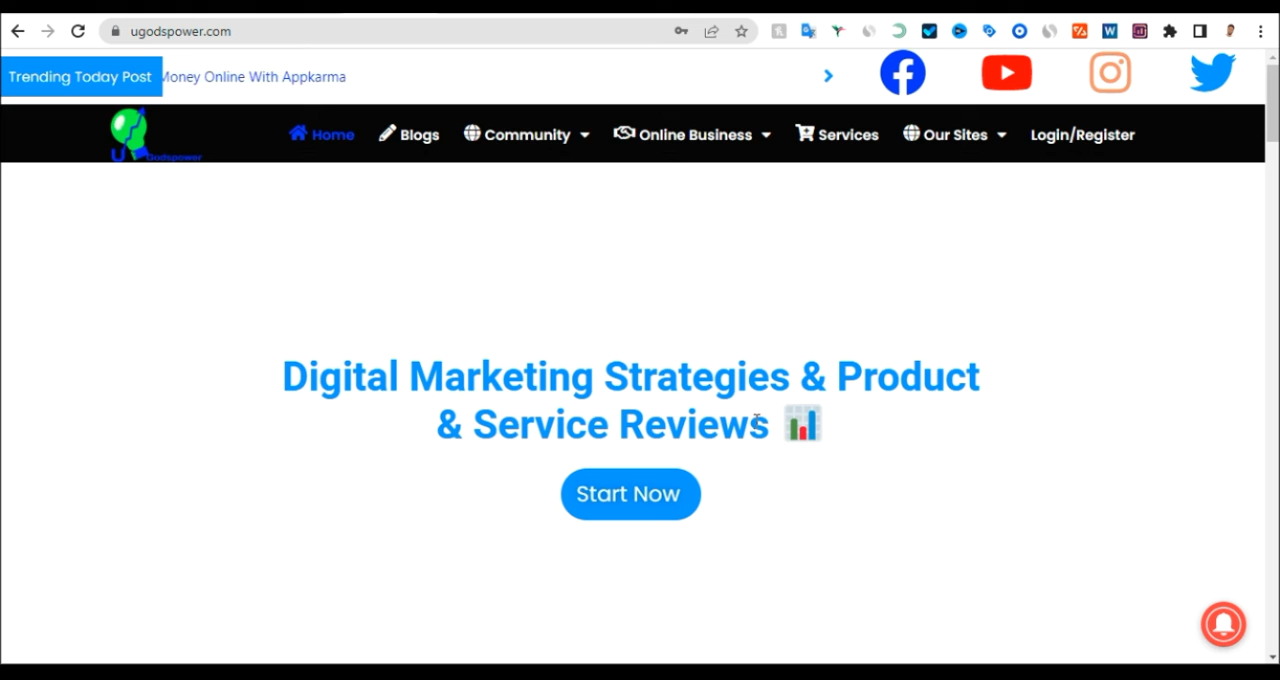 ugodspower.com
Trending Today Post
Money Online With Appkarma
U Godspower
Home
Blogs
Community
Online Business
Services
Our Sites
Login/Register
Digital Marketing Strategies & Product
& Service Reviews
Start Now